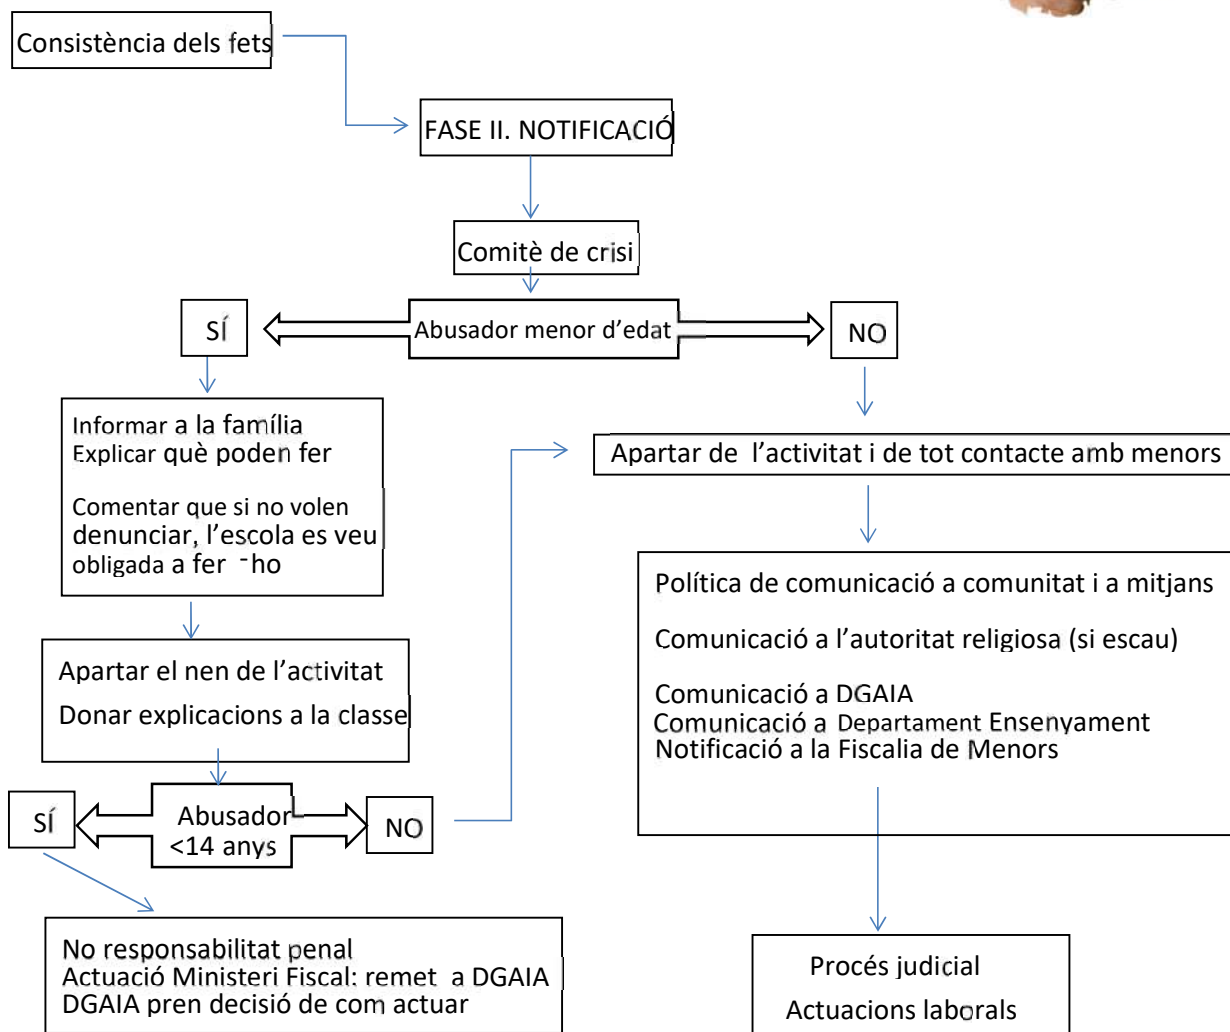 Consistència dels fets
FASE II. NOTIFICACIÓ
Comitè de crisi
SÍ
Abusador menor d'edat
NO
Informar a la família
Explicar què poden fer
Comentar que si no volen
denunciar, l'escola es veu
obligada a fer -ho
Apartar de l'activitat i de tot contacte amb menors
Apartar el nen de l'activitat
Donar explicacions a la classe
Política de comunicació a comunitat i a mitjans
Comunicació a l'autoritat religiosa (si escau)
Comunicació a DGAIA
Comunicació a Departament Ensenyament
Notificació a la Fiscalia de Menors
SÍ
Abusador
<14 anys
NO
No responsabilitat penal
Actuació Ministeri Fiscal: remet a DGAIA
DGAIA pren decisió de com actuar
Procés judicial
Actuacions laborals